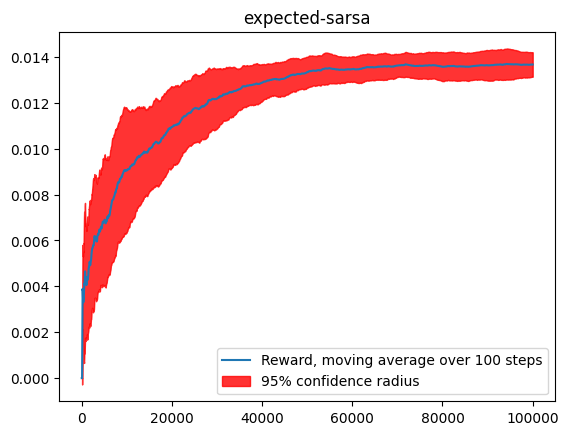 expected-sarsa
0.014
0.012
0.010
0.008
0.006
0.004
0.002
0.000
Reward, moving average over 100 steps
95% confidence radius
0 20000 40000 60000 80000 100000